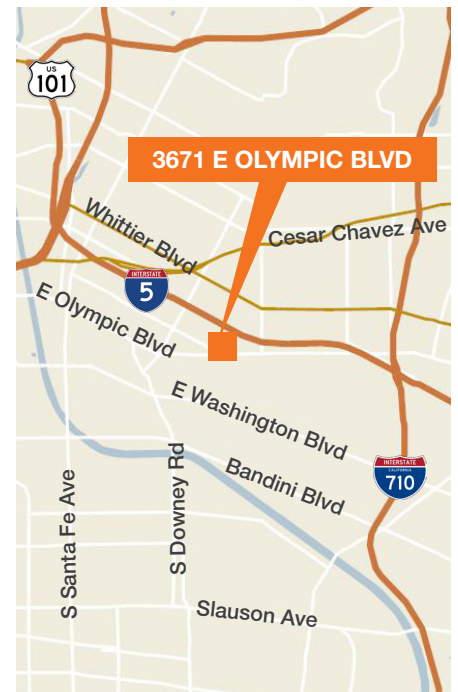 US
101
3671 E OLYMPIC BLVD
Whittier Blvd
Cesar Chavez Ave
INTERSTATE
5
E Olympic Blvd
E Washington Blvd
Bandini Blvd
INTERSTATE
CALIFORNIA
710
S Santa Fe Ave
S Downey Rd
Slauson Ave